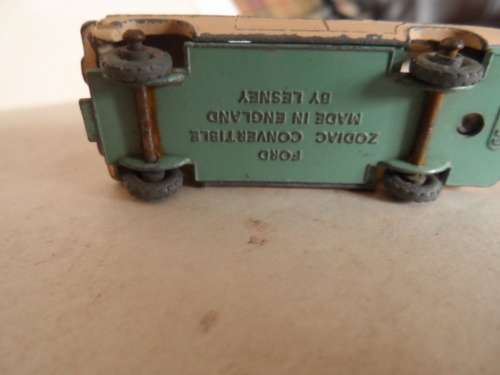 FORD
ZODIAC CONVERTIBLE
MADE IN ENGLAND
BY LESNEY